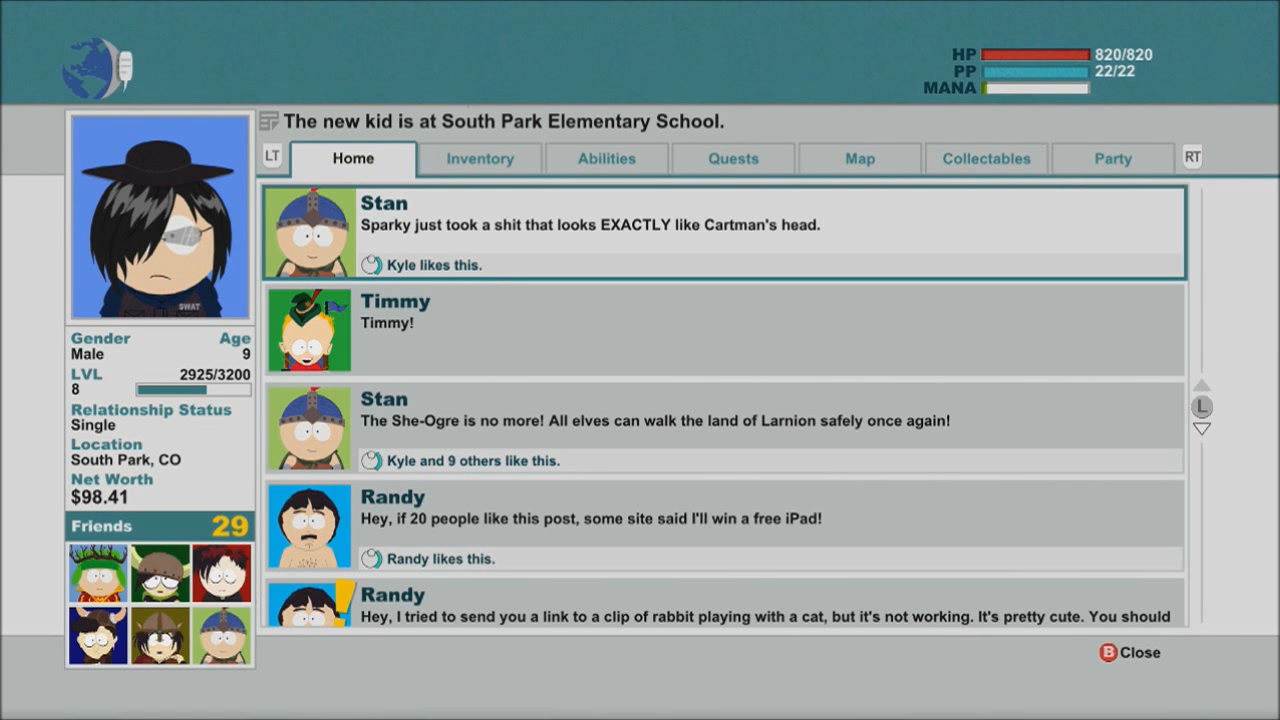 HP 820/820
PP 22/22
MANA
The new kid is at South Park Elementary School.
LT Home Inventory Abilities Quests Map Collectables Party RT
SWAT
Gender Age
Male 9
LVL 2925/3200
8
Relationship Status
Single
Location
South Park, CO
Net Worth
$98.41
Friends 29
Stan
Sparky just took a shit that looks EXACTLY like Cartman's head.
Kyle likes this.
Timmy
Timmy!
Stan
The She-Ogre is no more! All elves can walk the land of Larnion safely once again!
Kyle and 9 others like this.
Randy
Hey, if 20 people like this post, some site said I'll win a free iPad!
Randy likes this.
Randy
Hey, I tried to send you a link to a clip of rabbit playing with a cat, but it's not working. It's pretty cute. You should
L
B Close